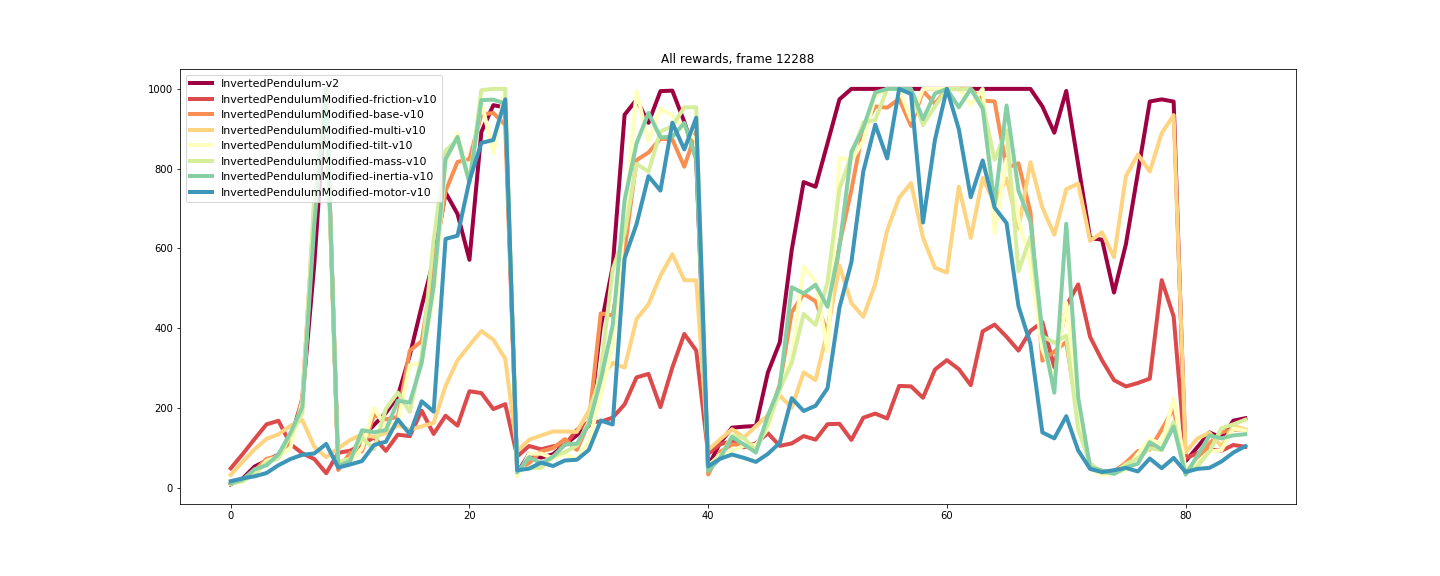 All rewards, frame 12288
1000
800
600
400
200
0
InvertedPendulum-v2
InvertedPendulumModified-friction-v10
InvertedPendulumModified-base-v10
InvertedPendulumModified-multi-v10
InvertedPendulumModified-tilt-v10
InvertedPendulumModified-mass-v10
InvertedPendulumModified-inertia-v10
InvertedPendulumModified-motor-v10
0 20 40 60 80